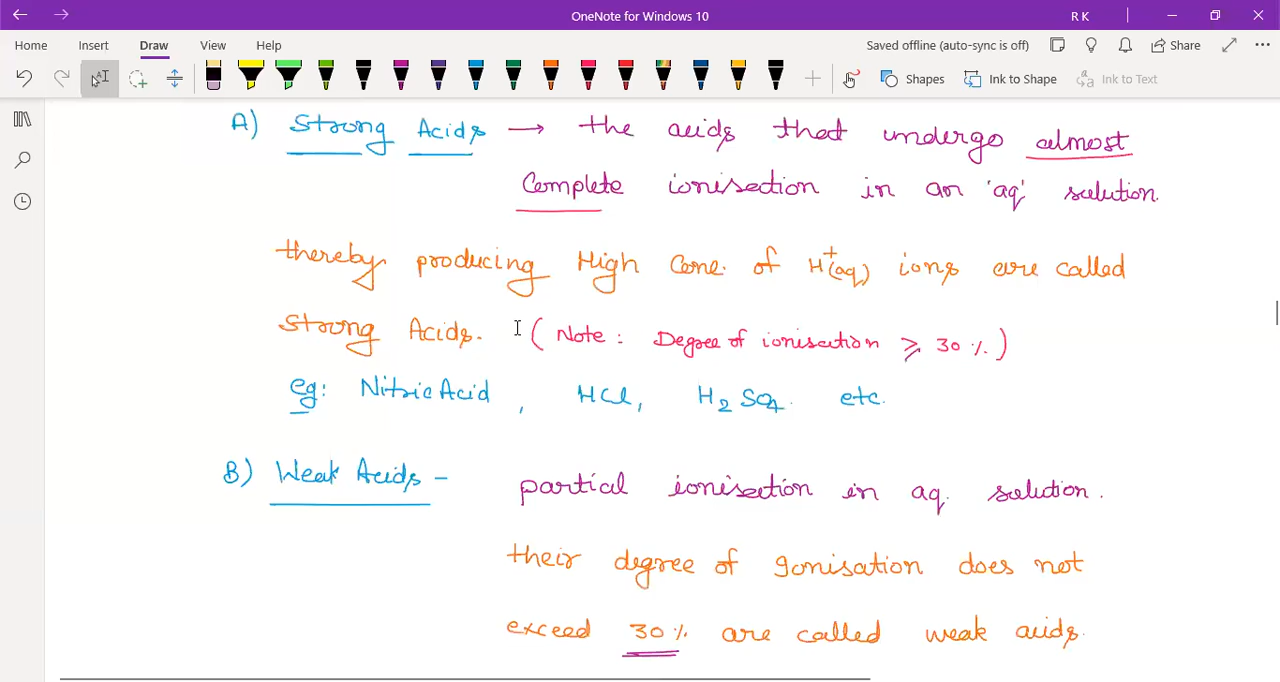 OneNote for Windows 10
R K
Home Insert Draw View Help
Saved offline (auto-sync is off) Share
Shapes Ink to Shape Ink to Text
A) Strong Acids → the acids that undergo almost
Complete ionisation in an 'aq' solution.
thereby producing High Conc. of H⁺(aq) ions are called
Strong Acids. (Note : Degree of ionisation ⩾ 30 %.)
eg: Nitric Acid , HCl, H₂SO₄. etc.
B) Weak Acids – partial ionisation in aq. solution.
their degree of Ionisation does not
exceed 30 % are called weak acids.